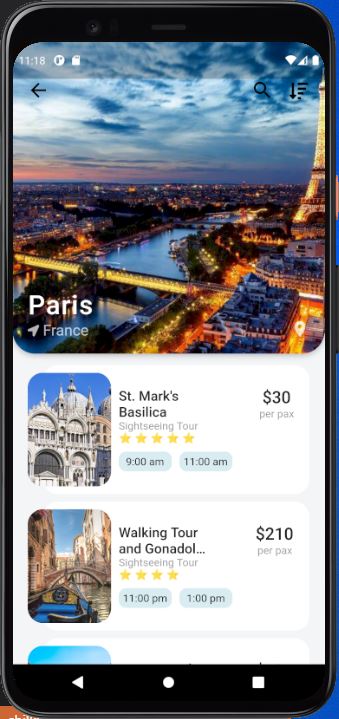 11:18
Paris
France
St. Mark's
Basilica
$30
per pax
Sightseeing Tour
9:00 am
11:00 am
Walking Tour
and Gonadol...
$210
per pax
Sightseeing Tour
11:00 pm
1:00 pm